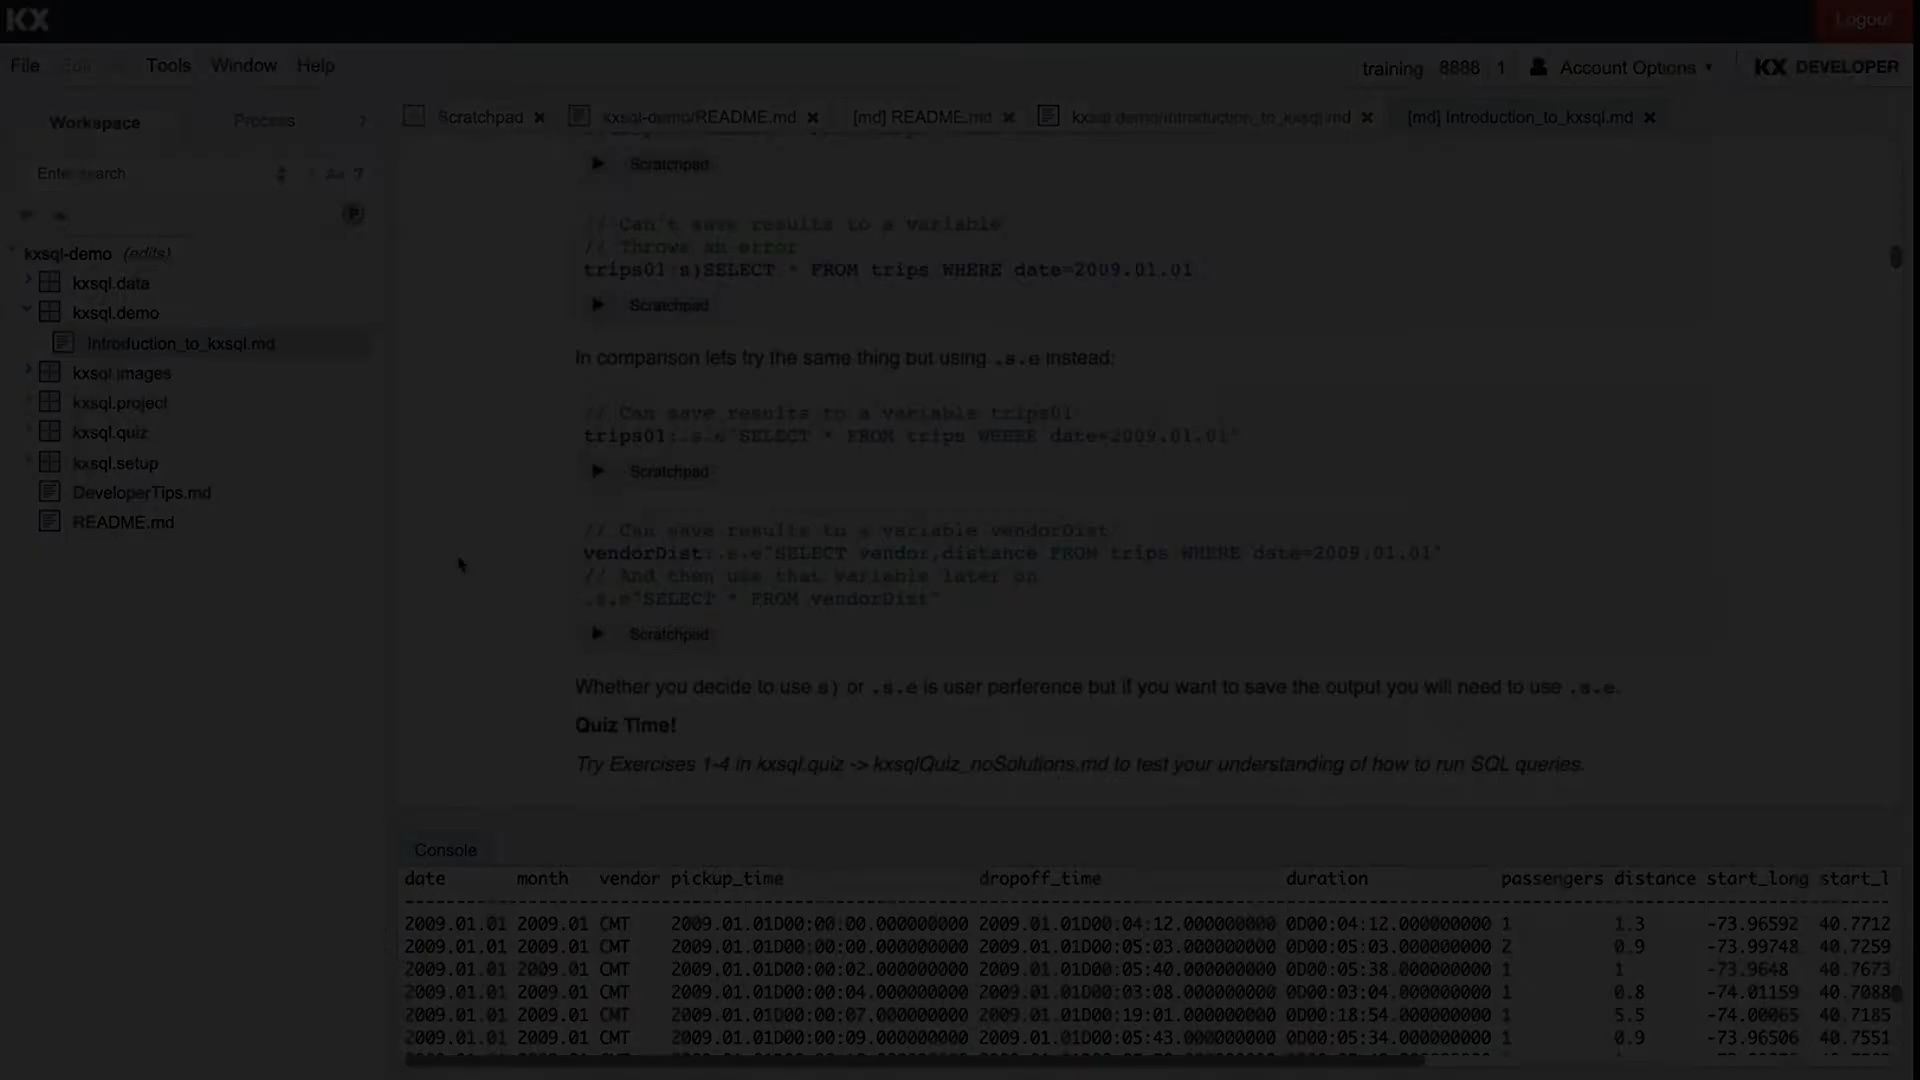 KX
Logout
File Edit Tools Window Help
training 8888 1 Account Options KX DEVELOPER
Workspace Process
Scratchpad kxsql-demo/README.md [md] README.md kxsql.demo/Introduction_to_kxsql.md [md] Introduction_to_kxsql.md
Enter search Aa ?
P
kxsql-demo (edits)
kxsql.data
kxsql.demo
Introduction_to_kxsql.md
kxsql.images
kxsql.project
kxsql.quiz
kxsql.setup
DeveloperTips.md
README.md
Scratchpad
// Can't save results to a variable
// Throws an error
trips01:s)SELECT * FROM trips WHERE date=2009.01.01
Scratchpad
In comparison lets try the same thing but using .s.e instead:
// Can save results to a variable trips01
trips01:.s.e"SELECT * FROM trips WHERE date=2009.01.01"
Scratchpad
// Can save results to a variable vendorDist
vendorDist:.s.e"SELECT vendor,distance FROM trips WHERE date=2009.01.01"
// And then use that variable later on
.s.e"SELECT * FROM vendorDist"
Scratchpad
Whether you decide to use s) or .s.e is user perference but if you want to save the output you will need to use .s.e.
Quiz Time!
Try Exercises 1-4 in kxsql.quiz -> kxsqlQuiz_noSolutions.md to test your understanding of how to run SQL queries.
Console
date month vendor pickup_time dropoff_time duration passengers distance start_long start_l
2009.01.01 2009.01 CMT 2009.01.01D00:00:00.000000000 2009.01.01D00:04:12.000000000 0D00:04:12.000000000 1 1.3 -73.96592 40.7712
2009.01.01 2009.01 CMT 2009.01.01D00:00:00.000000000 2009.01.01D00:05:03.000000000 0D00:05:03.000000000 2 0.9 -73.99748 40.7259
2009.01.01 2009.01 CMT 2009.01.01D00:00:02.000000000 2009.01.01D00:05:40.000000000 0D00:05:38.000000000 1 1 -73.9648 40.7673
2009.01.01 2009.01 CMT 2009.01.01D00:00:04.000000000 2009.01.01D00:03:08.000000000 0D00:03:04.000000000 1 0.8 -74.01159 40.7088
2009.01.01 2009.01 CMT 2009.01.01D00:00:07.000000000 2009.01.01D00:19:01.000000000 0D00:18:54.000000000 1 5.5 -74.00065 40.7185
2009.01.01 2009.01 CMT 2009.01.01D00:00:09.000000000 2009.01.01D00:05:43.000000000 0D00:05:34.000000000 1 0.9 -73.96506 40.7551